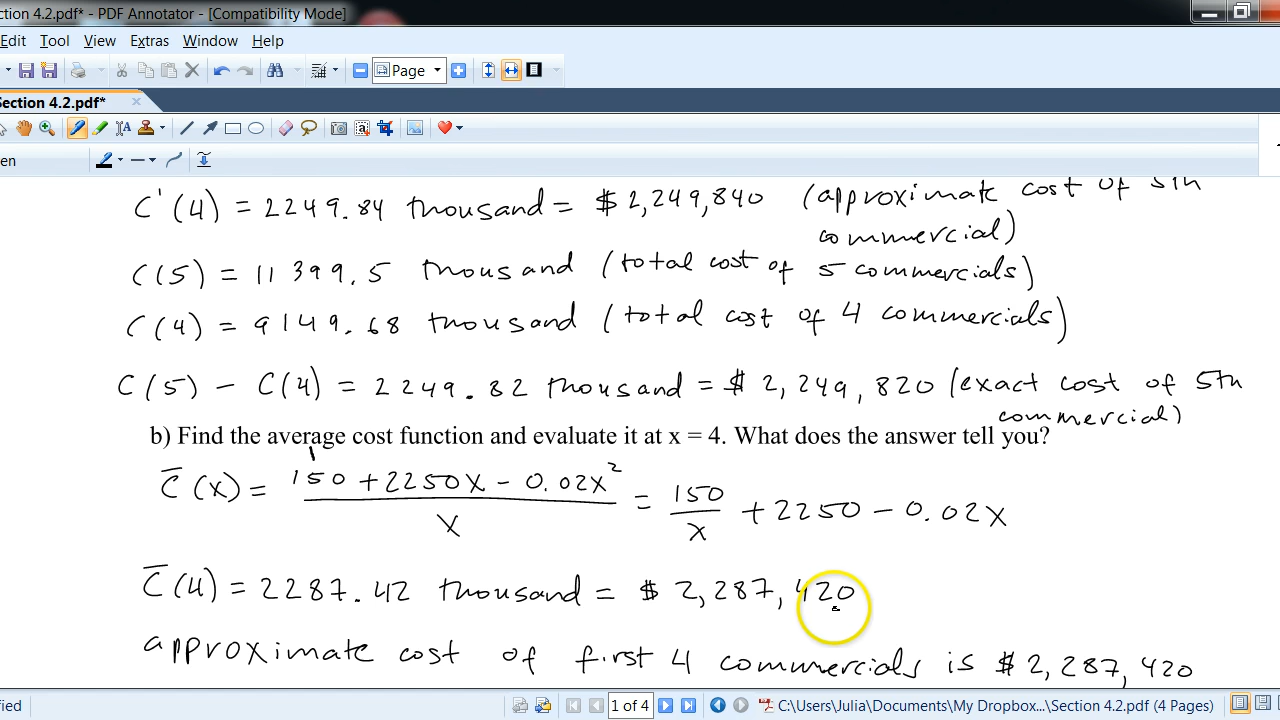 ection 4.2.pdf* - PDF Annotator - [Compatibility Mode]
Edit Tool View Extras Window Help
Page
Section 4.2.pdf*
en
C'(4) = 2249.84 thousand = $ 2,249,840 (approximate cost of 5th
commercial)
C(5) = 11 399.5 thousand (total cost of 5 commercials)
C(4) = 9149.68 thousand (total cost of 4 commercials)
C(5) - C(4) = 2249.82 thousand = $ 2,249,820 (exact cost of 5th
commercial)
b) Find the average cost function and evaluate it at x = 4. What does the answer tell you?
C̅(x) = (150 + 2250x - 0.02x²)/x = 150/x + 2250 - 0.02x
C̅(4) = 2287.42 thousand = $ 2,287,420
approximate cost of first 4 commercials is $ 2,287,420
fied 1 of 4 C:\Users\Julia\Documents\My Dropbox...\Section 4.2.pdf (4 Pages)